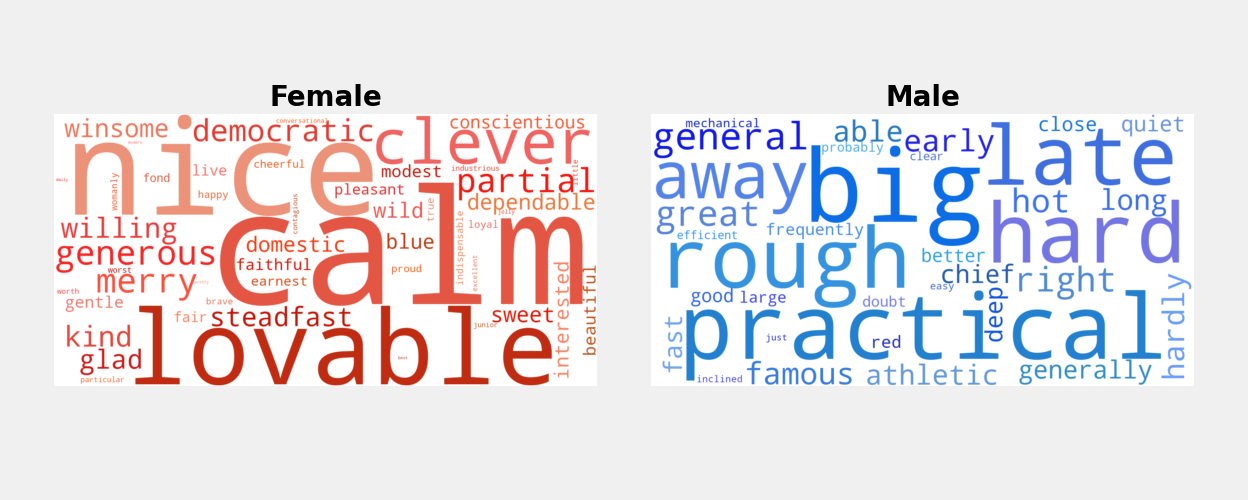 Female
conversational
winsome
democratic
conscientious
nice
clever
cheerful
modest
industrious
little
live
fond
womanly
happy
pleasant
partial
dependable
jolly
wild
true
loyal
willing
contagious
calm
blue
indispensable
generous
domestic
faithful
earnest
proud
excellent
worst
merry
worth
gentle
brave
interested
beautiful
fair
steadfast
sweet
junior
kind
lovable
glad
best
particular
Male
mechanical
general
able
probably
early
clear
close
quiet
late
away
big
hot
long
great
frequently
hard
efficient
rough
better
chief
right
easy
good
large
doubt
deep
hardly
practical
fast
just
red
inclined
famous
athletic
generally